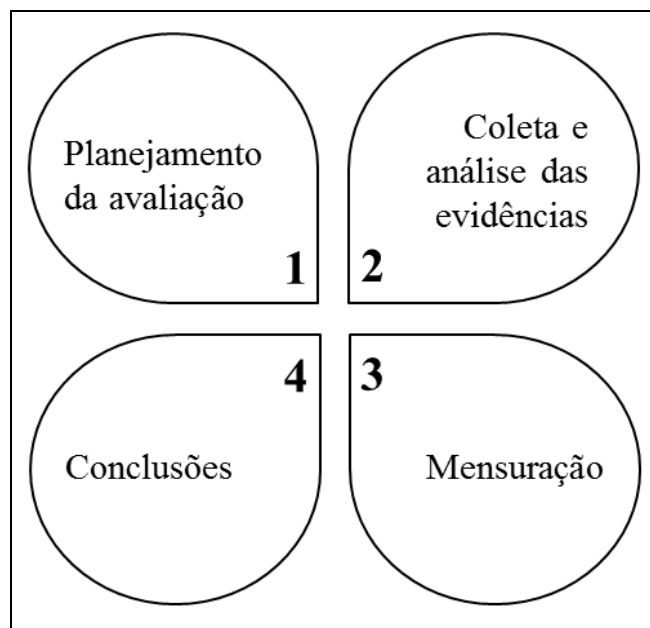 Planejamento
da avaliação
1
Coleta e
análise das
evidências
2
3
Mensuração
4
Conclusões